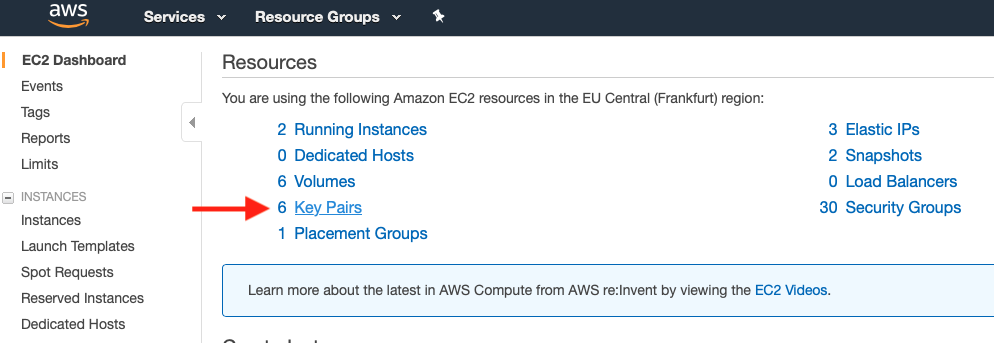 aws Services Resource Groups
EC2 Dashboard
Events
Tags
Reports
Limits
INSTANCES
Instances
Launch Templates
Spot Requests
Reserved Instances
Dedicated Hosts
Resources
You are using the following Amazon EC2 resources in the EU Central (Frankfurt) region:
2 Running Instances
0 Dedicated Hosts
6 Volumes
6 Key Pairs
1 Placement Groups
3 Elastic IPs
2 Snapshots
0 Load Balancers
30 Security Groups
Learn more about the latest in AWS Compute from AWS re:Invent by viewing the EC2 Videos.